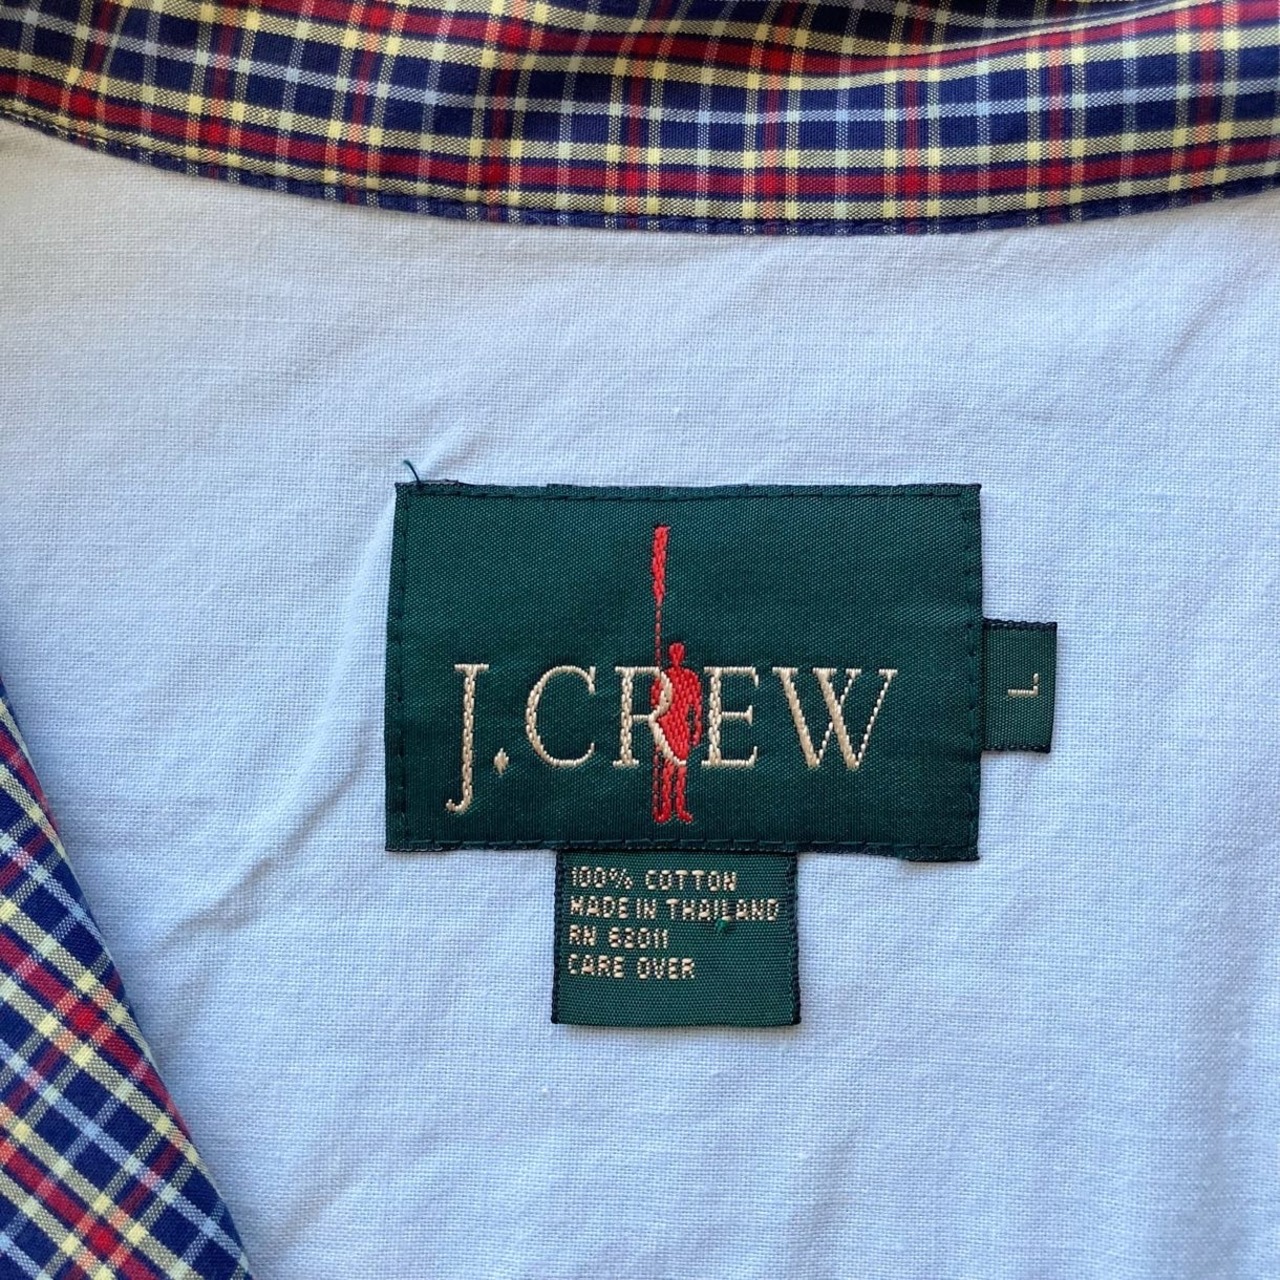 J.CREW
L
100% COTTON
MADE IN THAILAND
RN 62011
CARE OVER